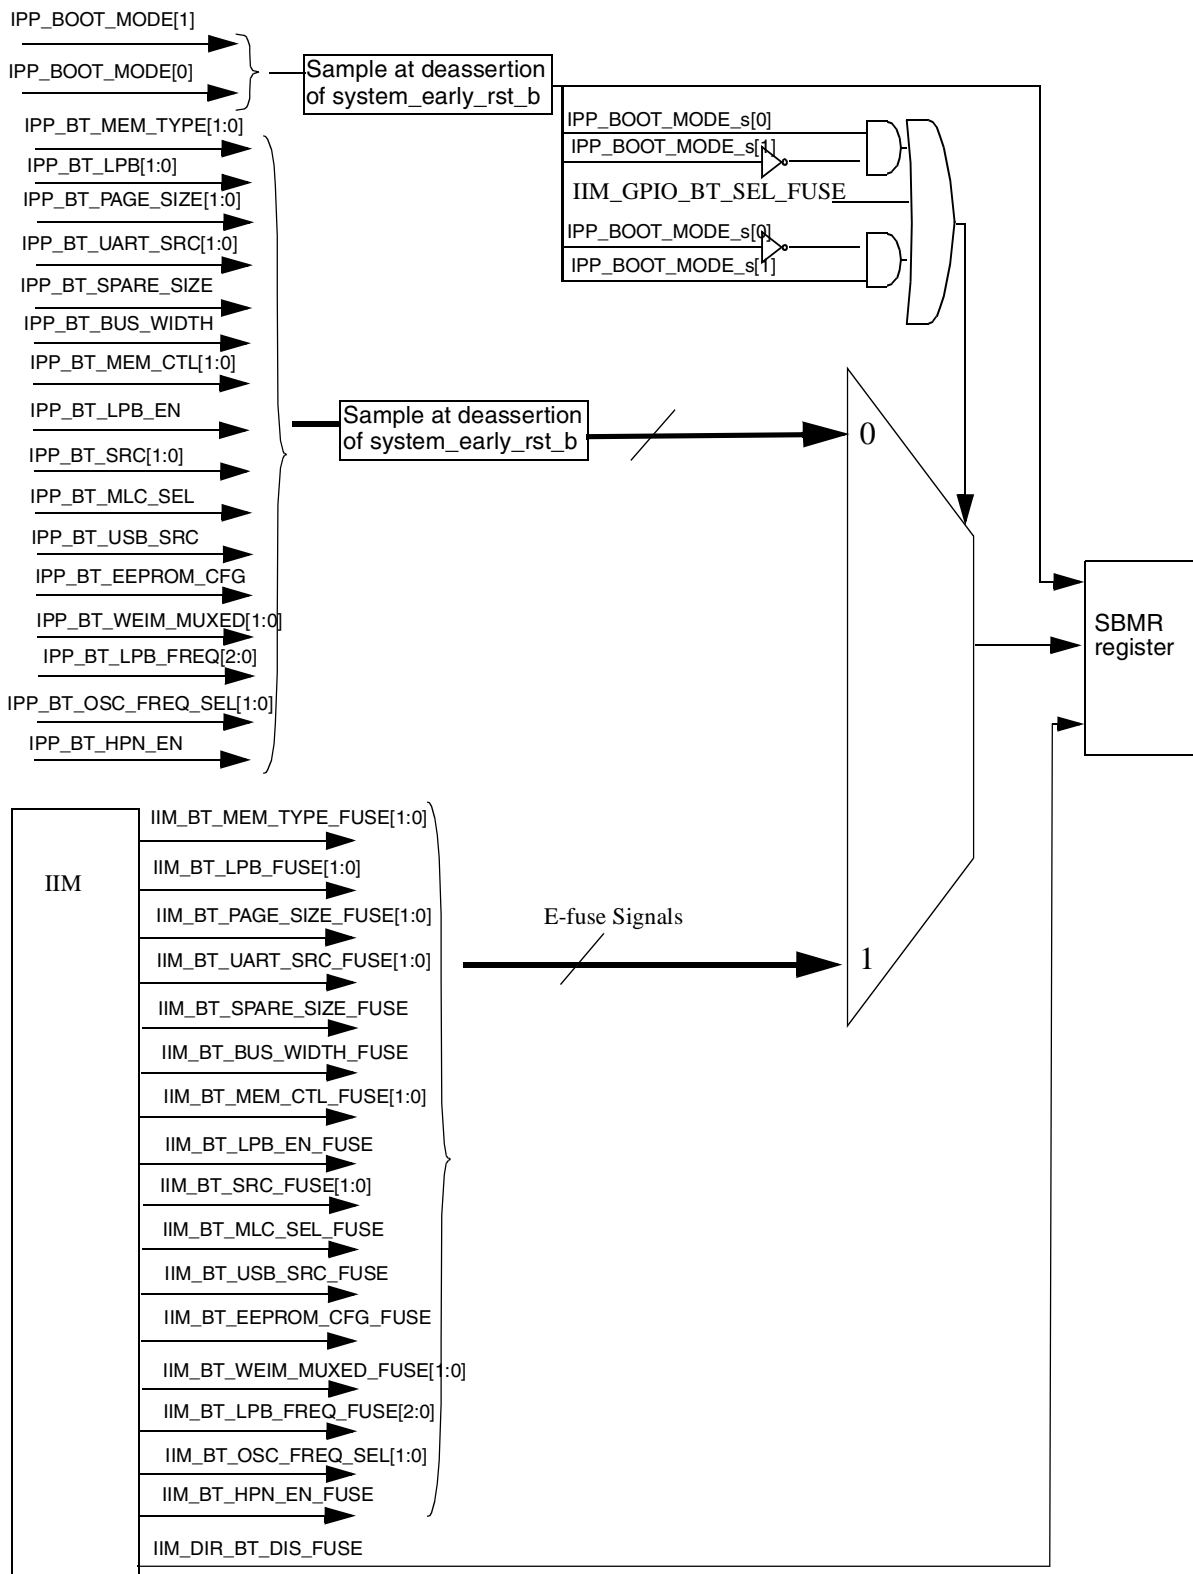 IPP_BOOT_MODE[1]
IPP_BOOT_MODE[0]
Sample at deassertion
of system_early_rst_b
IPP_BT_MEM_TYPE[1:0]
IPP_BT_LPB[1:0]
IPP_BT_PAGE_SIZE[1:0]
IPP_BT_UART_SRC[1:0]
IPP_BT_SPARE_SIZE
IPP_BT_BUS_WIDTH
IPP_BT_MEM_CTL[1:0]
IPP_BT_LPB_EN
IPP_BT_SRC[1:0]
IPP_BT_MLC_SEL
IPP_BT_USB_SRC
IPP_BT_EEPROM_CFG
IPP_BT_WEIM_MUXED[1:0]
IPP_BT_LPB_FREQ[2:0]
IPP_BT_OSC_FREQ_SEL[1:0]
IPP_BT_HPN_EN
IPP_BOOT_MODE_s[0]
IPP_BOOT_MODE_s[1]
IIM_GPIO_BT_SEL_FUSE
IPP_BOOT_MODE_s[0]
IPP_BOOT_MODE_s[1]
Sample at deassertion
of system_early_rst_b
0
SBMR
register
IIM
IIM_BT_MEM_TYPE_FUSE[1:0]
IIM_BT_LPB_FUSE[1:0]
IIM_BT_PAGE_SIZE_FUSE[1:0]
IIM_BT_UART_SRC_FUSE[1:0]
IIM_BT_SPARE_SIZE_FUSE
IIM_BT_BUS_WIDTH_FUSE
IIM_BT_MEM_CTL_FUSE[1:0]
IIM_BT_LPB_EN_FUSE
IIM_BT_SRC_FUSE[1:0]
IIM_BT_MLC_SEL_FUSE
IIM_BT_USB_SRC_FUSE
IIM_BT_EEPROM_CFG_FUSE
IIM_BT_WEIM_MUXED_FUSE[1:0]
IIM_BT_LPB_FREQ_FUSE[2:0]
IIM_BT_OSC_FREQ_SEL[1:0]
IIM_BT_HPN_EN_FUSE
IIM_DIR_BT_DIS_FUSE
E-fuse Signals
1